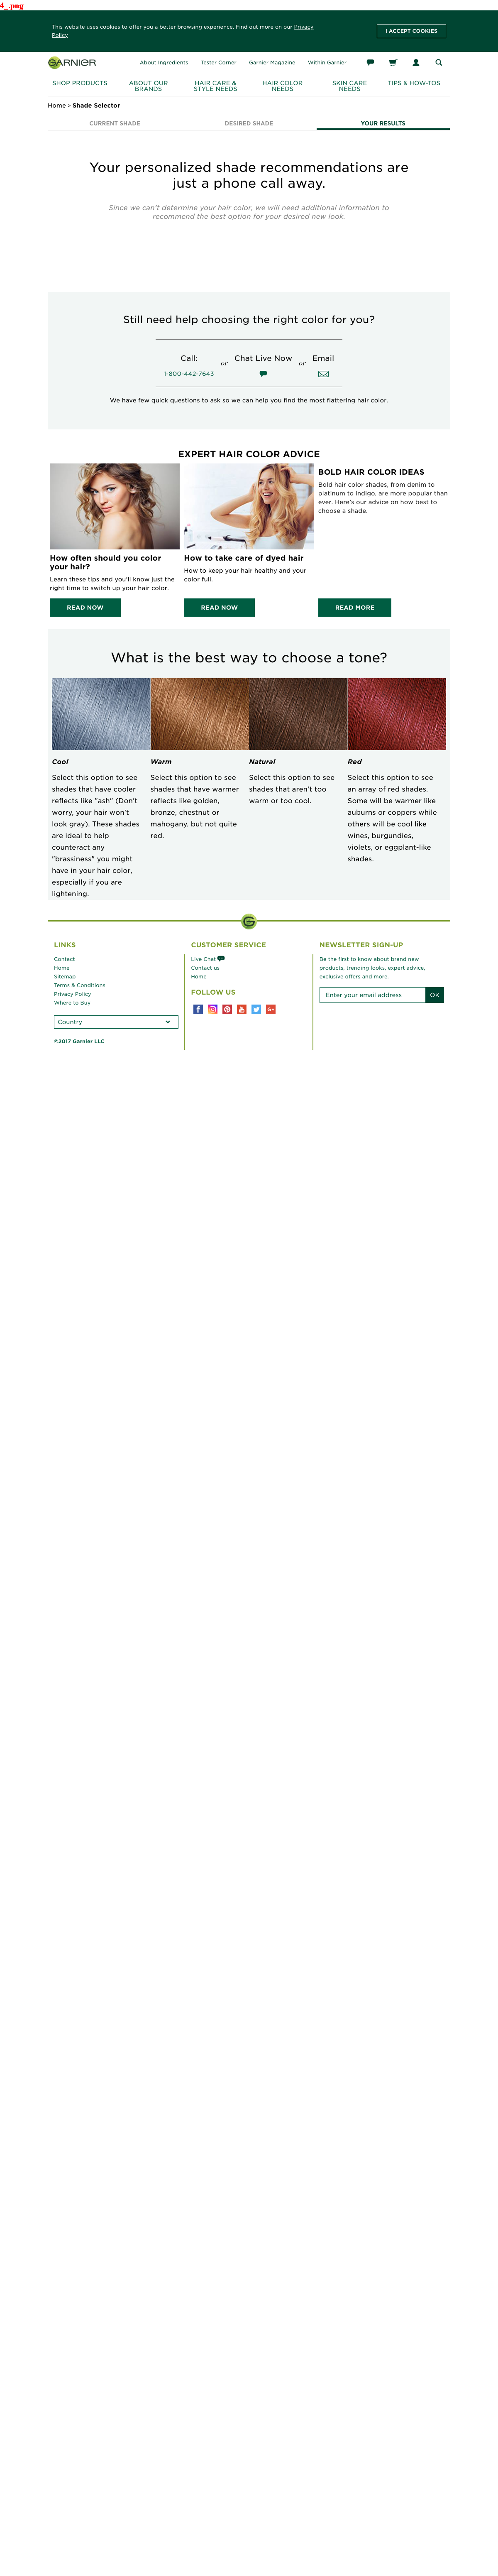 4_.png
This website uses cookies to offer you a better browsing experience. Find out more on our Privacy
Policy
I ACCEPT COOKIES
GARNIER
About Ingredients
Tester Corner
Garnier Magazine
Within Garnier
SHOP PRODUCTS
ABOUT OUR
BRANDS
HAIR CARE &
STYLE NEEDS
HAIR COLOR
NEEDS
SKIN CARE
NEEDS
TIPS & HOW-TOS
Home > Shade Selector
CURRENT SHADE
DESIRED SHADE
YOUR RESULTS
Your personalized shade recommendations are
just a phone call away.
Since we can't determine your hair color, we will need additional information to
recommend the best option for your desired new look.
Still need help choosing the right color for you?
Call:
1-800-442-7643
or
Chat Live Now
or
Email
We have few quick questions to ask so we can help you find the most flattering hair color.
EXPERT HAIR COLOR ADVICE
How often should you color
your hair?
Learn these tips and you'll know just the
right time to switch up your hair color.
READ NOW
How to take care of dyed hair
How to keep your hair healthy and your
color full.
READ NOW
BOLD HAIR COLOR IDEAS
Bold hair color shades, from denim to
platinum to indigo, are more popular than
ever. Here's our advice on how best to
choose a shade.
READ MORE
What is the best way to choose a tone?
Cool
Select this option to see
shades that have cooler
reflects like "ash" (Don't
worry, your hair won't
look gray). These shades
are ideal to help
counteract any
"brassiness" you might
have in your hair color,
especially if you are
lightening.
Warm
Select this option to see
shades that have warmer
reflects like golden,
bronze, chestnut or
mahogany, but not quite
red.
Natural
Select this option to see
shades that aren't too
warm or too cool.
Red
Select this option to see
an array of red shades.
Some will be warmer like
auburns or coppers while
others will be cool like
wines, burgundies,
violets, or eggplant-like
shades.
G
LINKS
Contact
Home
Sitemap
Terms & Conditions
Privacy Policy
Where to Buy
Country
©2017 Garnier LLC
CUSTOMER SERVICE
Live Chat
Contact us
Home
FOLLOW US
NEWSLETTER SIGN-UP
Be the first to know about brand new
products, trending looks, expert advice,
exclusive offers and more.
Enter your email address
OK